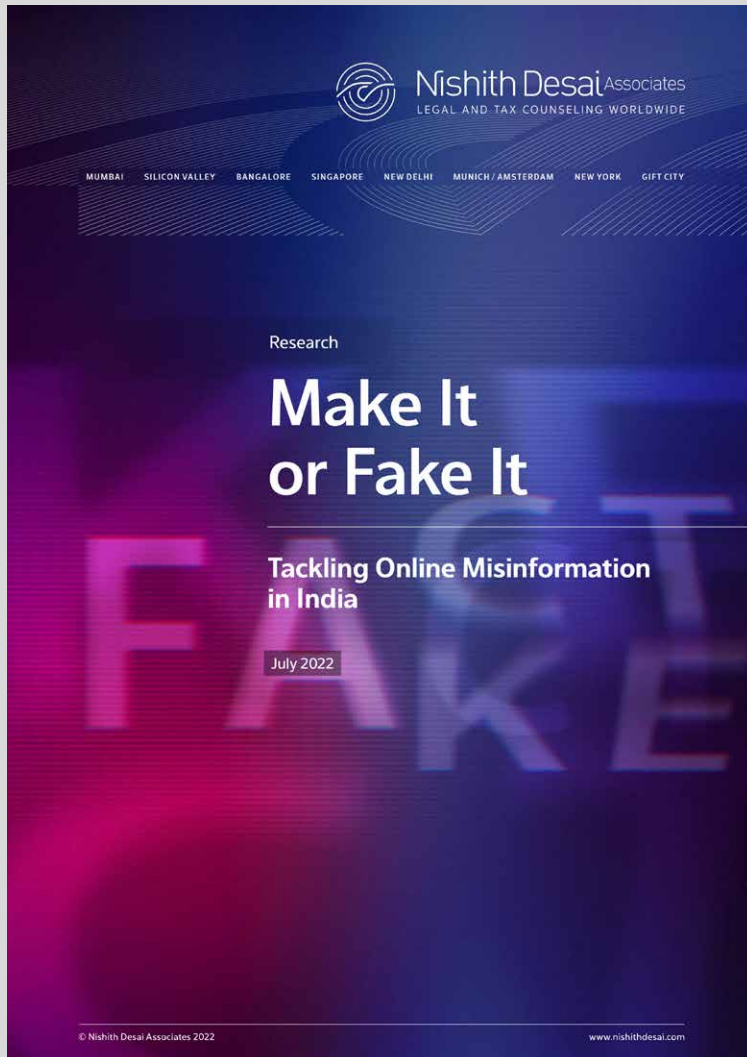 Nishith Desai Associates
LEGAL AND TAX COUNSELING WORLDWIDE
MUMBAI SILICON VALLEY BANGALORE SINGAPORE NEW DELHI MUNICH / AMSTERDAM NEW YORK GIFT CITY
Research
Make It
or Fake It
Tackling Online Misinformation
in India
July 2022
FACT
FAKE
© Nishith Desai Associates 2022
www.nishithdesai.com